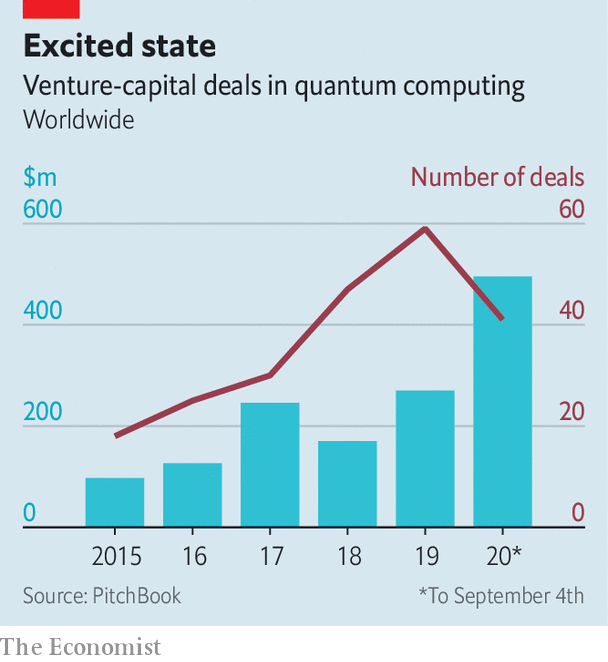 Excited state
Venture-capital deals in quantum computing
Worldwide
$m Number of deals
600 60
400 40
200 20
0 0
2015 16 17 18 19 20*
Source: PitchBook *To September 4th
The Economist